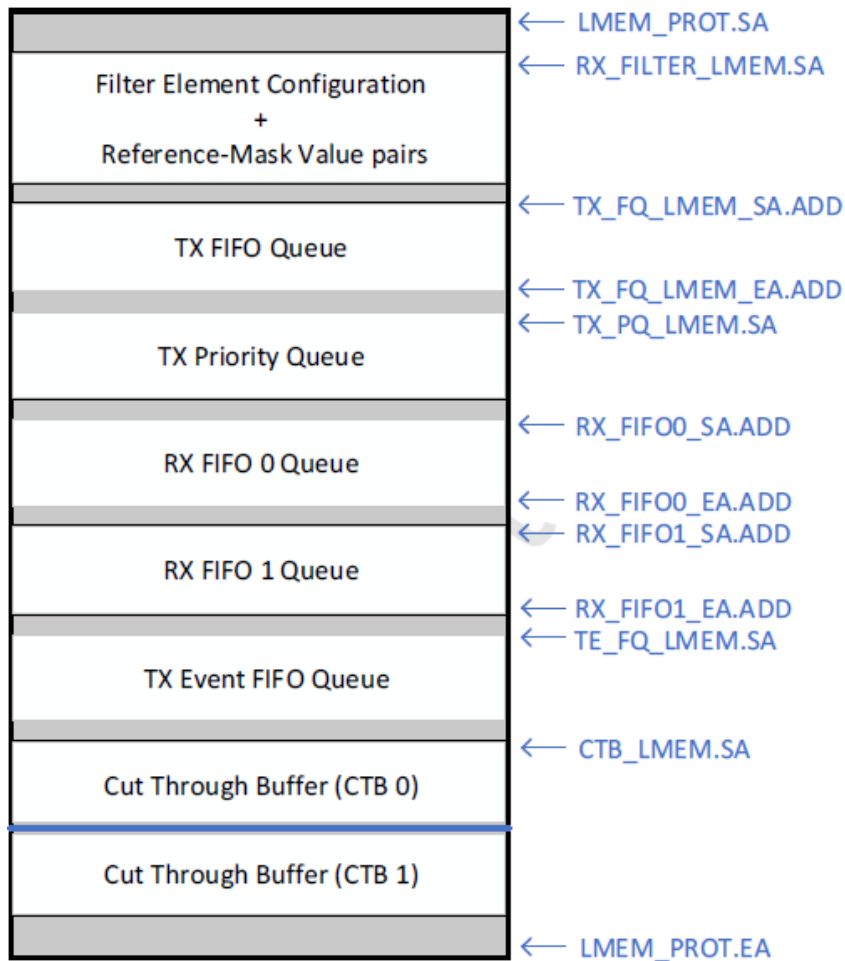 LMEM_PROT.SA
RX_FILTER_LMEM.SA
Filter Element Configuration
+
Reference-Mask Value pairs
TX_FQ_LMEM_SA.ADD
TX FIFO Queue
TX_FQ_LMEM_EA.ADD
TX_PQ_LMEM.SA
TX Priority Queue
RX_FIFO0_SA.ADD
RX FIFO 0 Queue
RX_FIFO0_EA.ADD
RX_FIFO1_SA.ADD
RX FIFO 1 Queue
RX_FIFO1_EA.ADD
TE_FQ_LMEM.SA
TX Event FIFO Queue
CTB_LMEM.SA
Cut Through Buffer (CTB 0)
Cut Through Buffer (CTB 1)
LMEM_PROT.EA